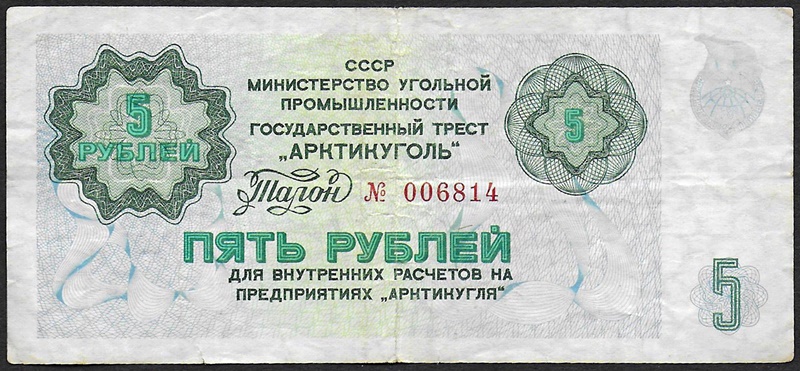 СССР
МИНИСТЕРСТВО УГОЛЬНОЙ
ПРОМЫШЛЕННОСТИ
ГОСУДАРСТВЕННЫЙ ТРЕСТ
„АРКТИКУГОЛЬ“
5
РУБЛЕЙ
5
Талон № 006814
ПЯТЬ РУБЛЕЙ
ДЛЯ ВНУТРЕННИХ РАСЧЕТОВ НА
ПРЕДПРИЯТИЯХ „АРКТИКУГЛЯ“
5